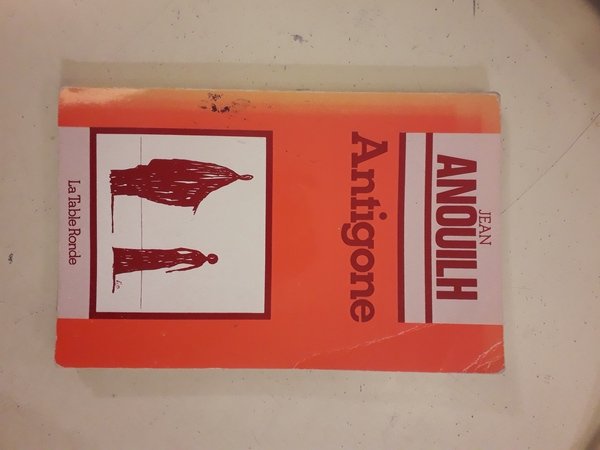 JEAN
ANOUILH
Antigone
La Table Ronde